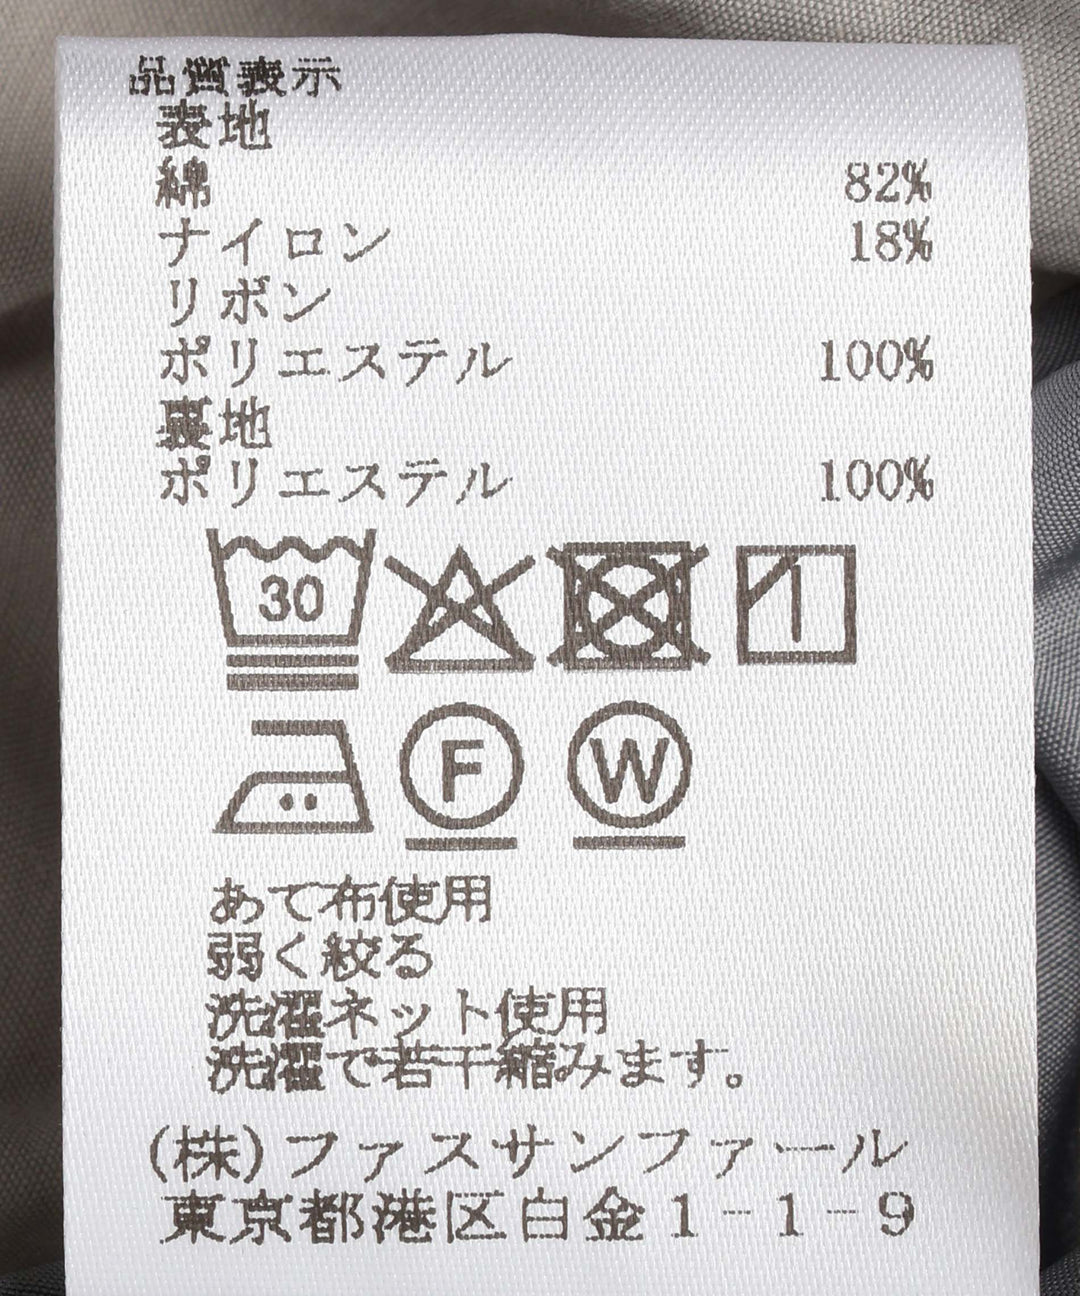 品質表示
表地
綿 82%
ナイロン 18%
リボン
ポリエステル 100%
裏地
ポリエステル 100%
30
F W
あて布使用
弱く絞る
洗濯ネット使用
洗濯で若干縮みます。
(株)ファスサンファール
東京都港区白金1-1-9